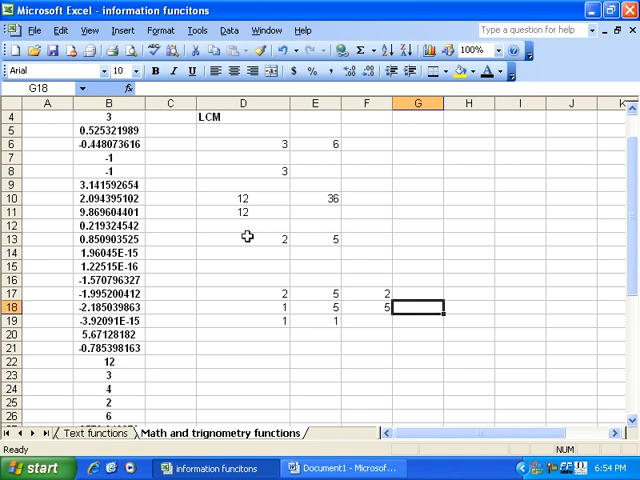 Microsoft Excel - information funcitons
File Edit View Insert Format Tools Data Window Help
Type a question for help
Σ 100%
Arial 10 B I U $ % ,
G18 fx
A B C D E F G H I J K
4 3 LCM
5 0.525321989
6 -0.448073616 3 6
7 -1
8 -1 3
9 3.141592654
10 2.094395102 12 36
11 9.869604401 12
12 0.219324542
13 0.850903525 2 5
14 1.96045E-15
15 1.22515E-16
16 -1.570796327
17 -1.995200412 2 5 2
18 -2.185039863 1 5 5
19 -3.92091E-15 1 1
20 5.67128182
21 -0.785398163
22 12
23 3
24 4
25 2
26 6
Text functions Math and trignometry functions
Ready NUM
start information funcitons Document1 - Microsof... 6:54 PM